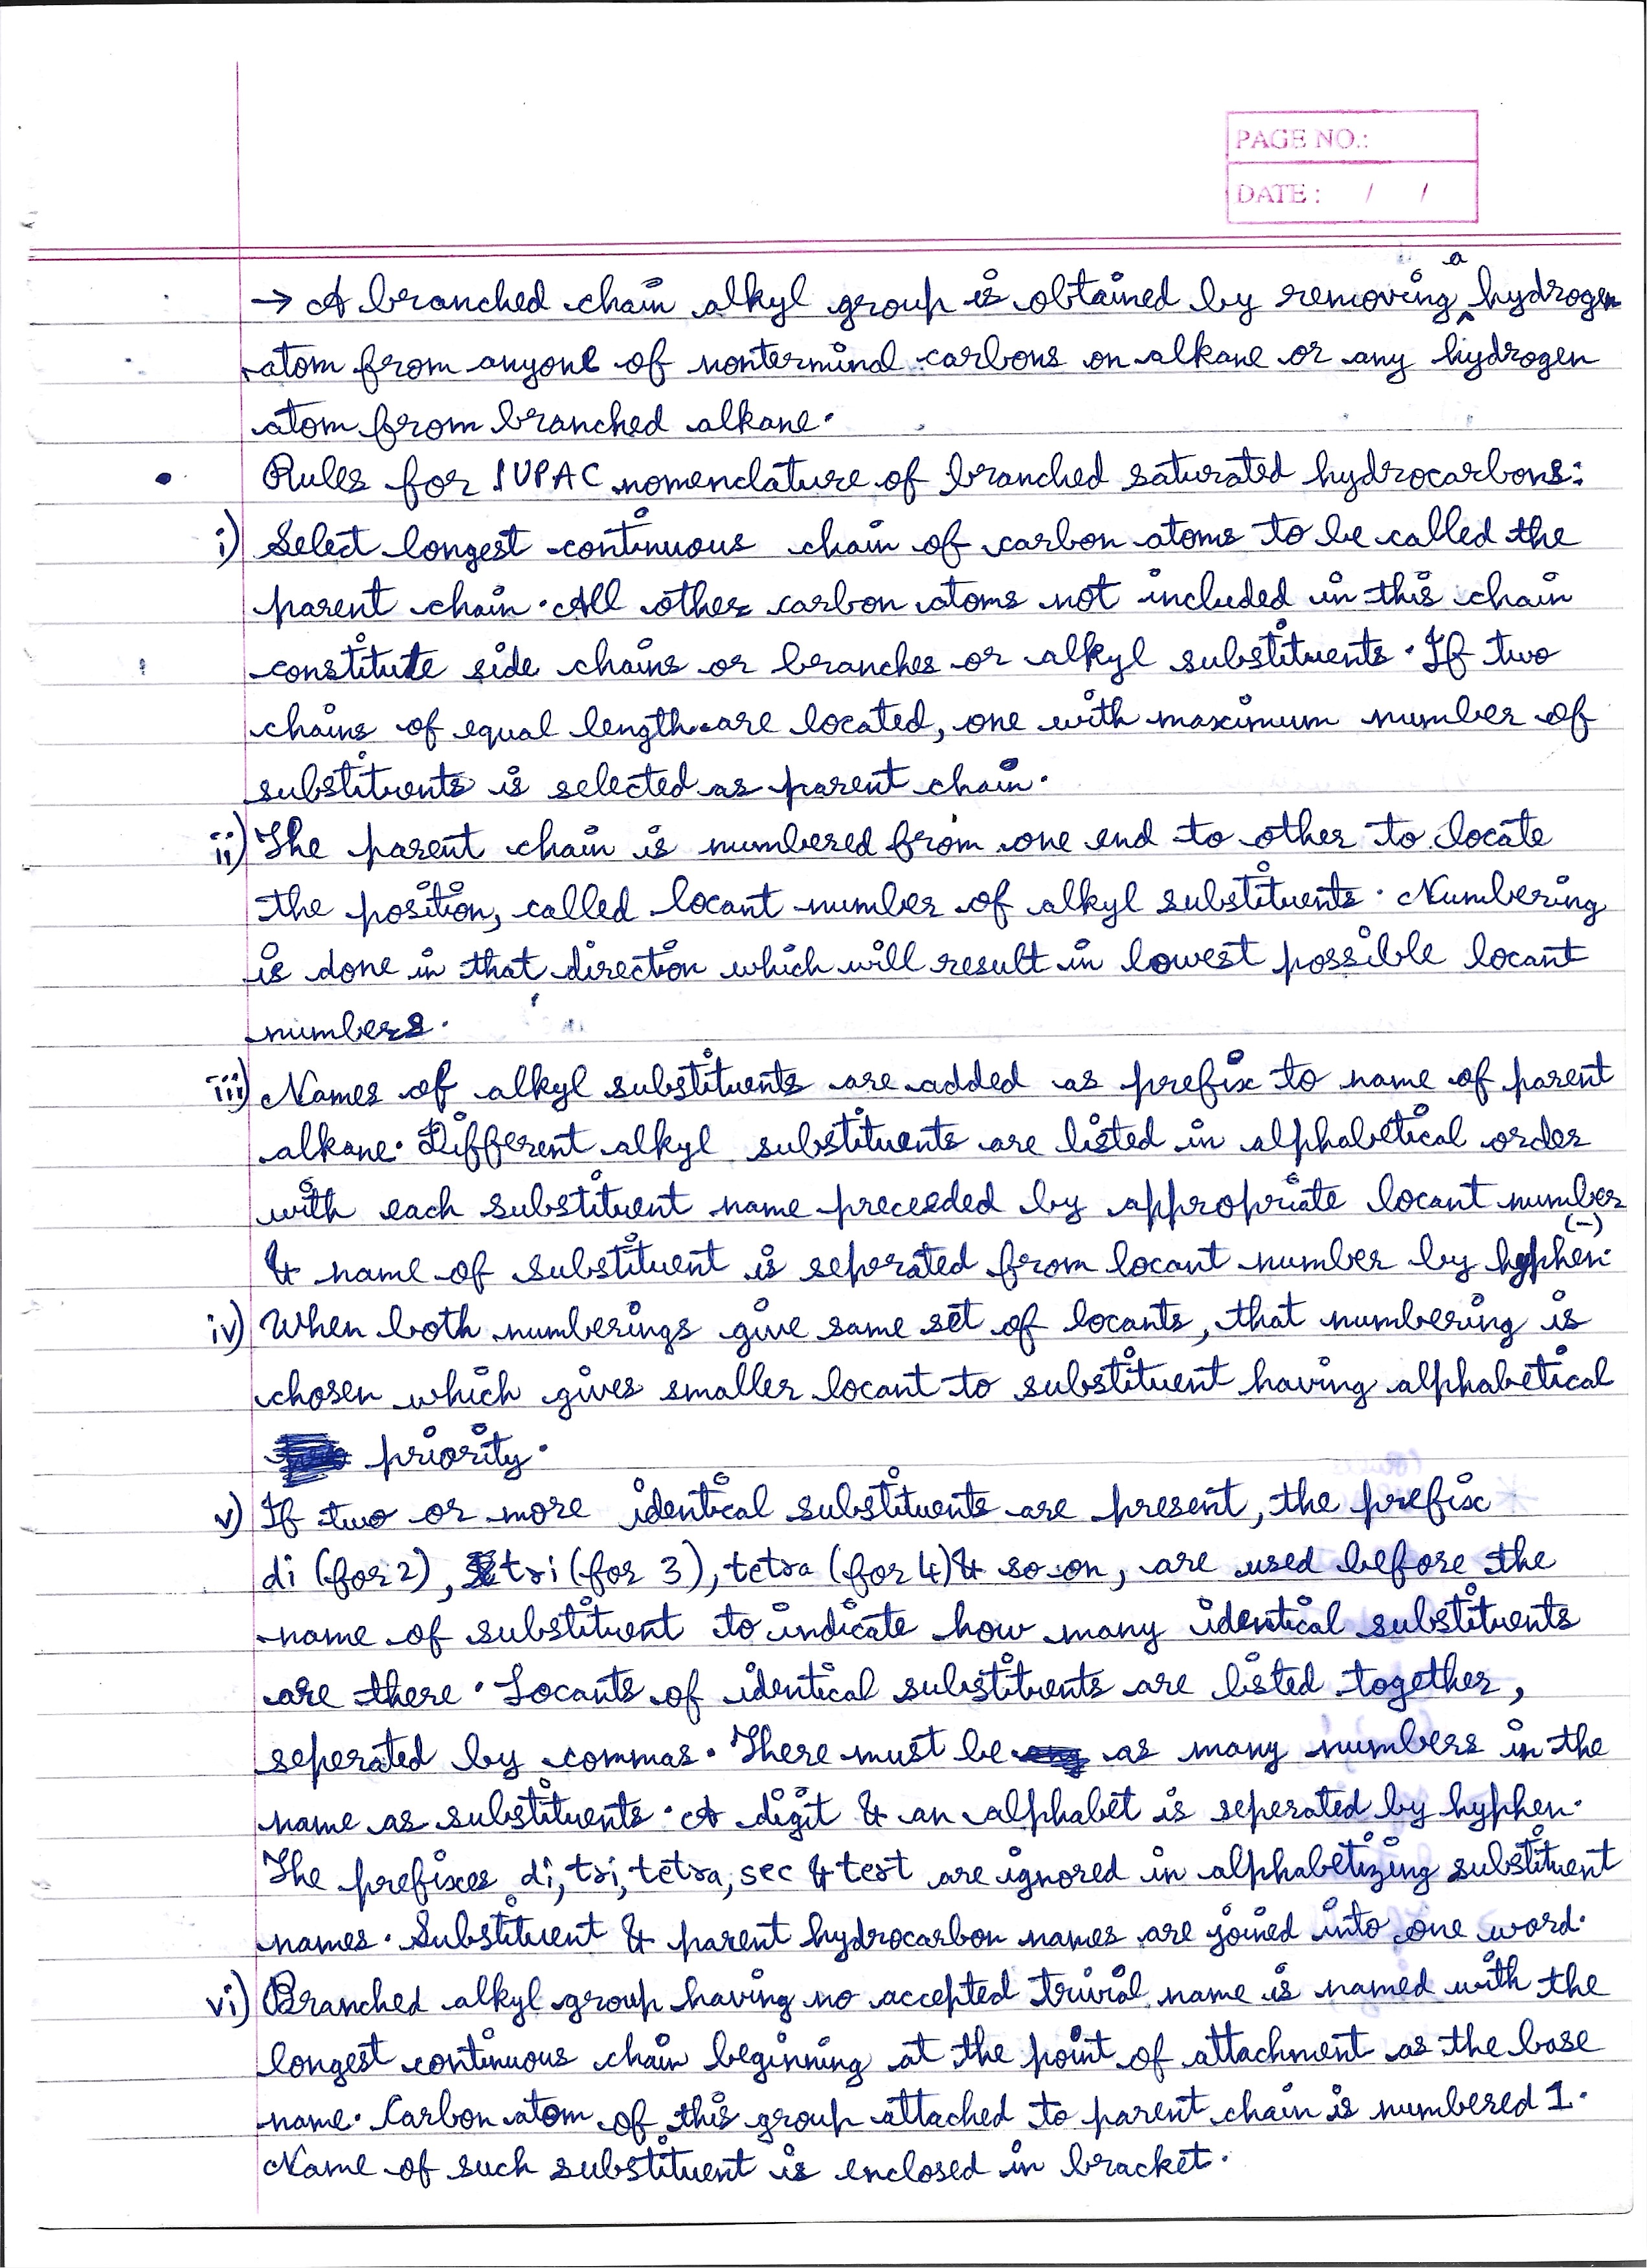 PAGE NO.:
DATE : / /
→ A branched chain alkyl group is obtained by removing a hydrogen
atom from anyone of nonterminal carbons on alkane or any hydrogen
atom from branched alkane.
• Rules for IUPAC nomenclature of branched saturated hydrocarbons:
i) Select longest continuous chain of carbon atoms to be called the
parent chain. All other carbon atoms not included in this chain
constitute side chains or branches or alkyl substituents. If two
chains of equal length are located, one with maximum number of
substituents is selected as parent chain.
ii) The parent chain is numbered from one end to other to locate
the position, called locant number of alkyl substituents. Numbering
is done in that direction which will result in lowest possible locant
numbers.
iii) Names of alkyl substituents are added as prefix to name of parent
alkane. Different alkyl substituents are listed in alphabetical order
with each substituent name preceeded by appropriate locant number
& name of substituent is seperated from locant number by hyphen (-).
iv) When both numberings give same set of locants, that numbering is
chosen which gives smaller locant to substituent having alphabetical
priority.
v) If two or more identical substituents are present, the prefix
di (for 2), tri (for 3), tetra (for 4) & so on, are used before the
name of substituent to indicate how many identical substituents
are there. Locants of identical substituents are listed together,
seperated by commas. There must be as many numbers in the
name as substituents. A digit & an alphabet is seperated by hyphen.
The prefixes di, tri, tetra, sec & tert are ignored in alphabetizing substituent
names. Substituent & parent hydrocarbon names are joined into one word.
vi) Branched alkyl group having no accepted trivial name is named with the
longest continuous chain beginning at the point of attachment as the base
name. Carbon atom of this group attached to parent chain is numbered 1.
Name of such substituent is enclosed in bracket.